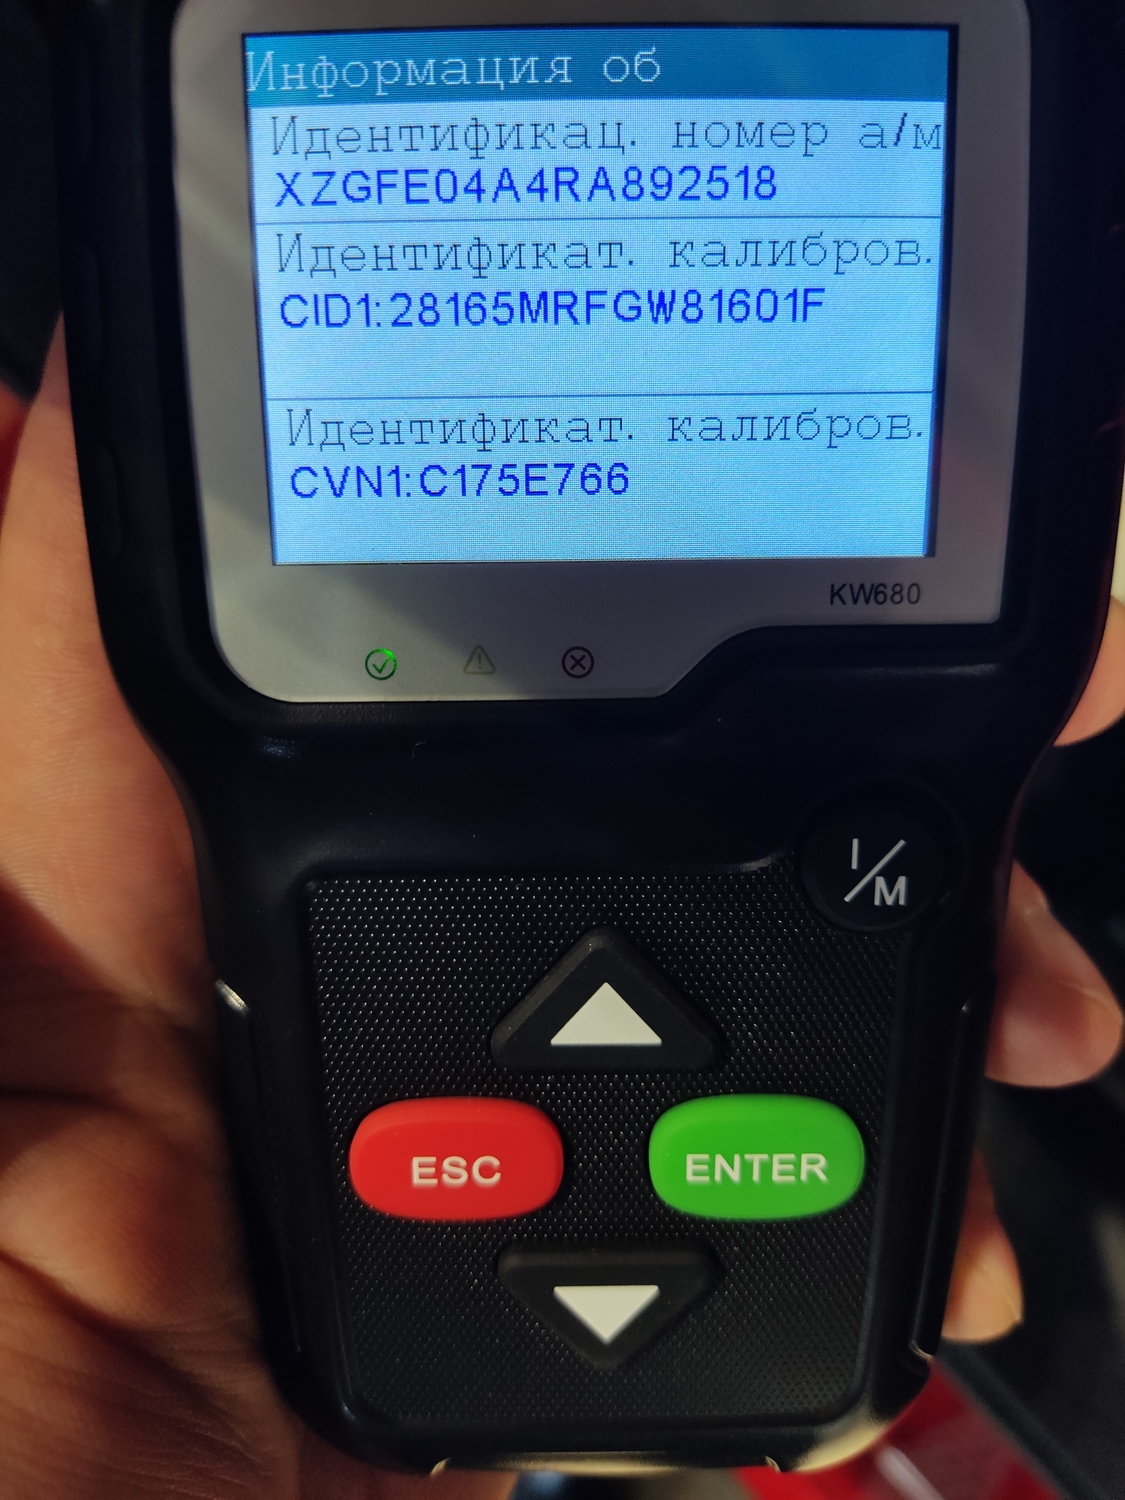 Информация об
Идентификац. номер а/м
XZGFE04A4RA892518
Идентификат. калибров.
CID1:28165MRFGW81601F
Идентификат. калибров.
CVN1:C175E766
KW680
I/M
ESC
ENTER